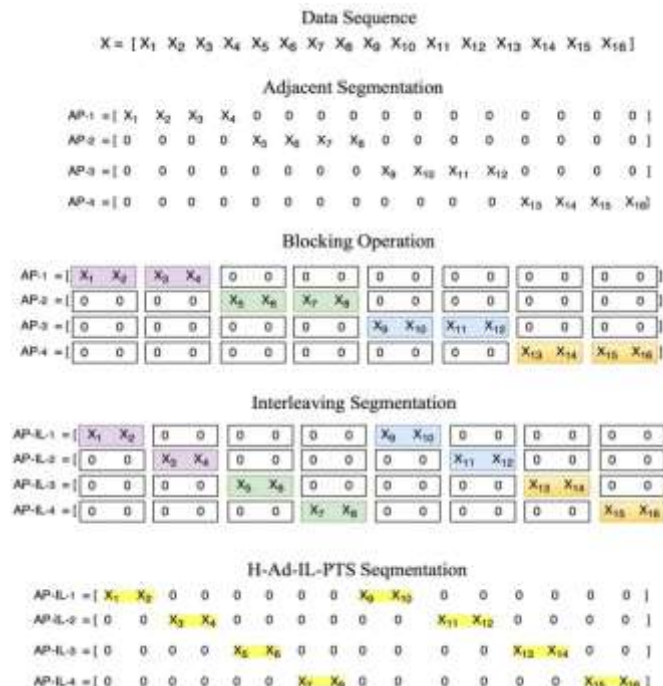 Data Sequence
X = [ X1 X2 X3 X4 X5 X6 X7 X8 X9 X10 X11 X12 X13 X14 X15 X16 ]
Adjacent Segmentation
AP-1 = [ X1 X2 X3 X4 0 0 0 0 0 0 0 0 0 0 0 0 ]
AP-2 = [ 0 0 0 0 X5 X6 X7 X8 0 0 0 0 0 0 0 0 ]
AP-3 = [ 0 0 0 0 0 0 0 0 X9 X10 X11 X12 0 0 0 0 ]
AP-4 = [ 0 0 0 0 0 0 0 0 0 0 0 0 X13 X14 X15 X16 ]
Blocking Operation
AP-1 = [ X1 X2 X3 X4 0 0 0 0 0 0 0 0 0 0 0 0 ]
AP-2 = [ 0 0 0 0 X5 X6 X7 X8 0 0 0 0 0 0 0 0 ]
AP-3 = [ 0 0 0 0 0 0 0 0 X9 X10 X11 X12 0 0 0 0 ]
AP-4 = [ 0 0 0 0 0 0 0 0 0 0 0 0 X13 X14 X15 X16 ]
Interleaving Segmentation
AP-IL-1 = [ X1 X2 0 0 0 0 0 0 X9 X10 0 0 0 0 0 0
AP-IL-2 = [ 0 0 X3 X4 0 0 0 0 0 0 X11 X12 0 0 0 0
AP-IL-3 = [ 0 0 0 0 X5 X6 0 0 0 0 0 0 X13 X14 0 0
AP-IL-4 = [ 0 0 0 0 0 0 X7 X8 0 0 0 0 0 0 X15 X16
H-Ad-IL-PTS Seqmentation
AP-IL-1 = [ X1 X2 0 0 0 0 0 0 X9 X10 0 0 0 0 0 0 ]
AP-IL-2 = [ 0 0 X3 X4 0 0 0 0 0 0 X11 X12 0 0 0 0 ]
AP-IL-3 = [ 0 0 0 0 X5 X6 0 0 0 0 0 0 X13 X14 0 0 ]
AP-IL-4 = [ 0 0 0 0 0 0 X7 X8 0 0 0 0 0 0 X15 X16 ]